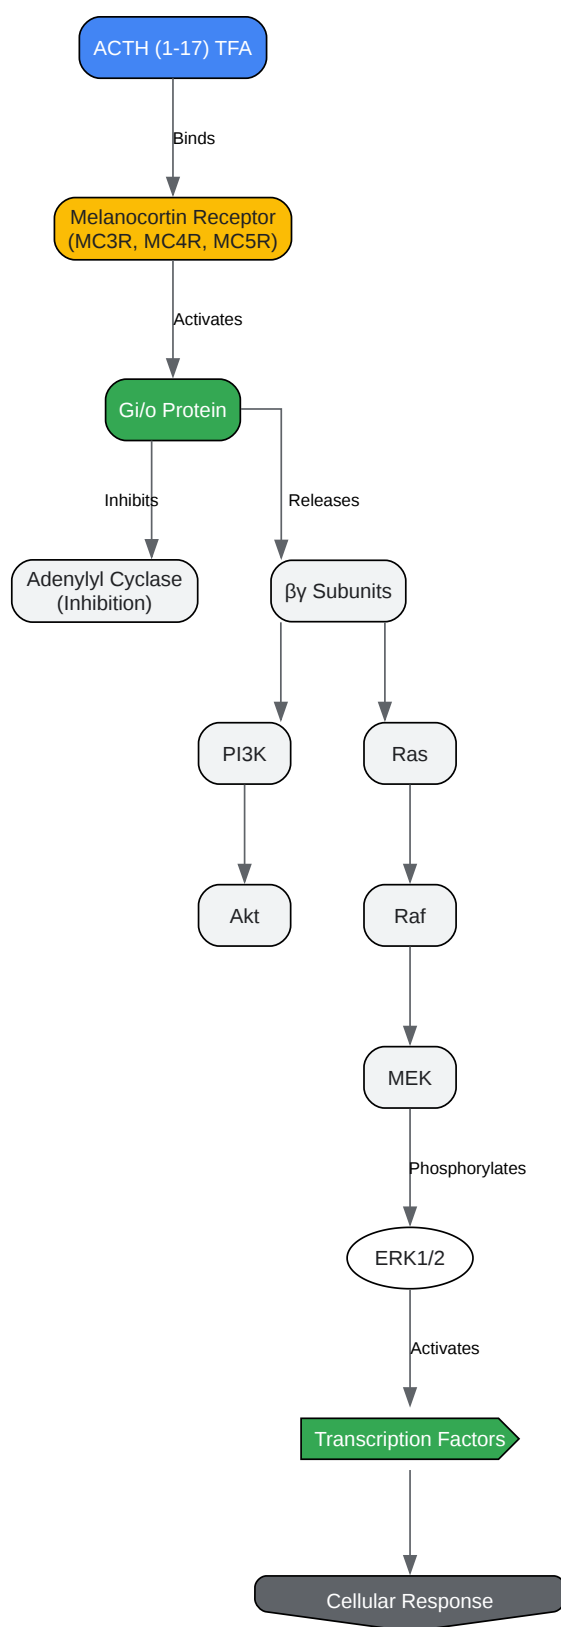 ACTH (1-17) TFA
Binds
Melanocortin Receptor
(MC3R, MC4R, MC5R)
Activates
Gi/o Protein
Inhibits
Releases
Adenylyl Cyclase
(Inhibition)
βγ Subunits
PI3K
Ras
Akt
Raf
MEK
Phosphorylates
ERK1/2
Activates
Transcription Factors
Cellular Response